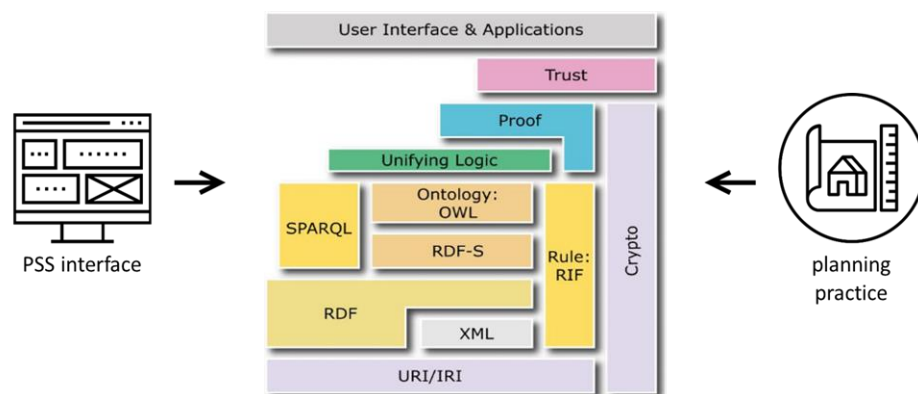 User Interface & Applications
Trust
Proof
Unifying Logic
Ontology:
OWL
SPARQL
RDF-S
Rule:
RIF
Crypto
RDF
XML
URI/IRI
PSS interface
planning
practice